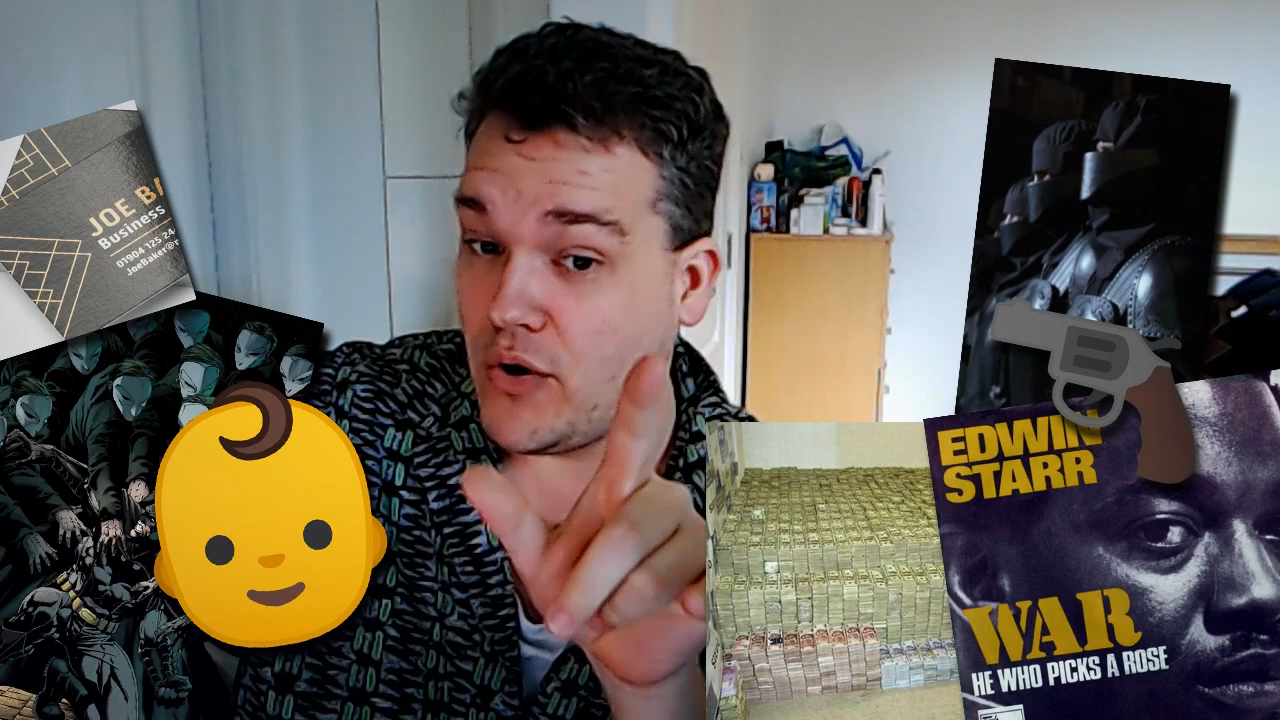 JOE BA
Business
01904 125 24
JoeBaker@
EDWIN
STARR
WAR
HE WHO PICKS A ROSE